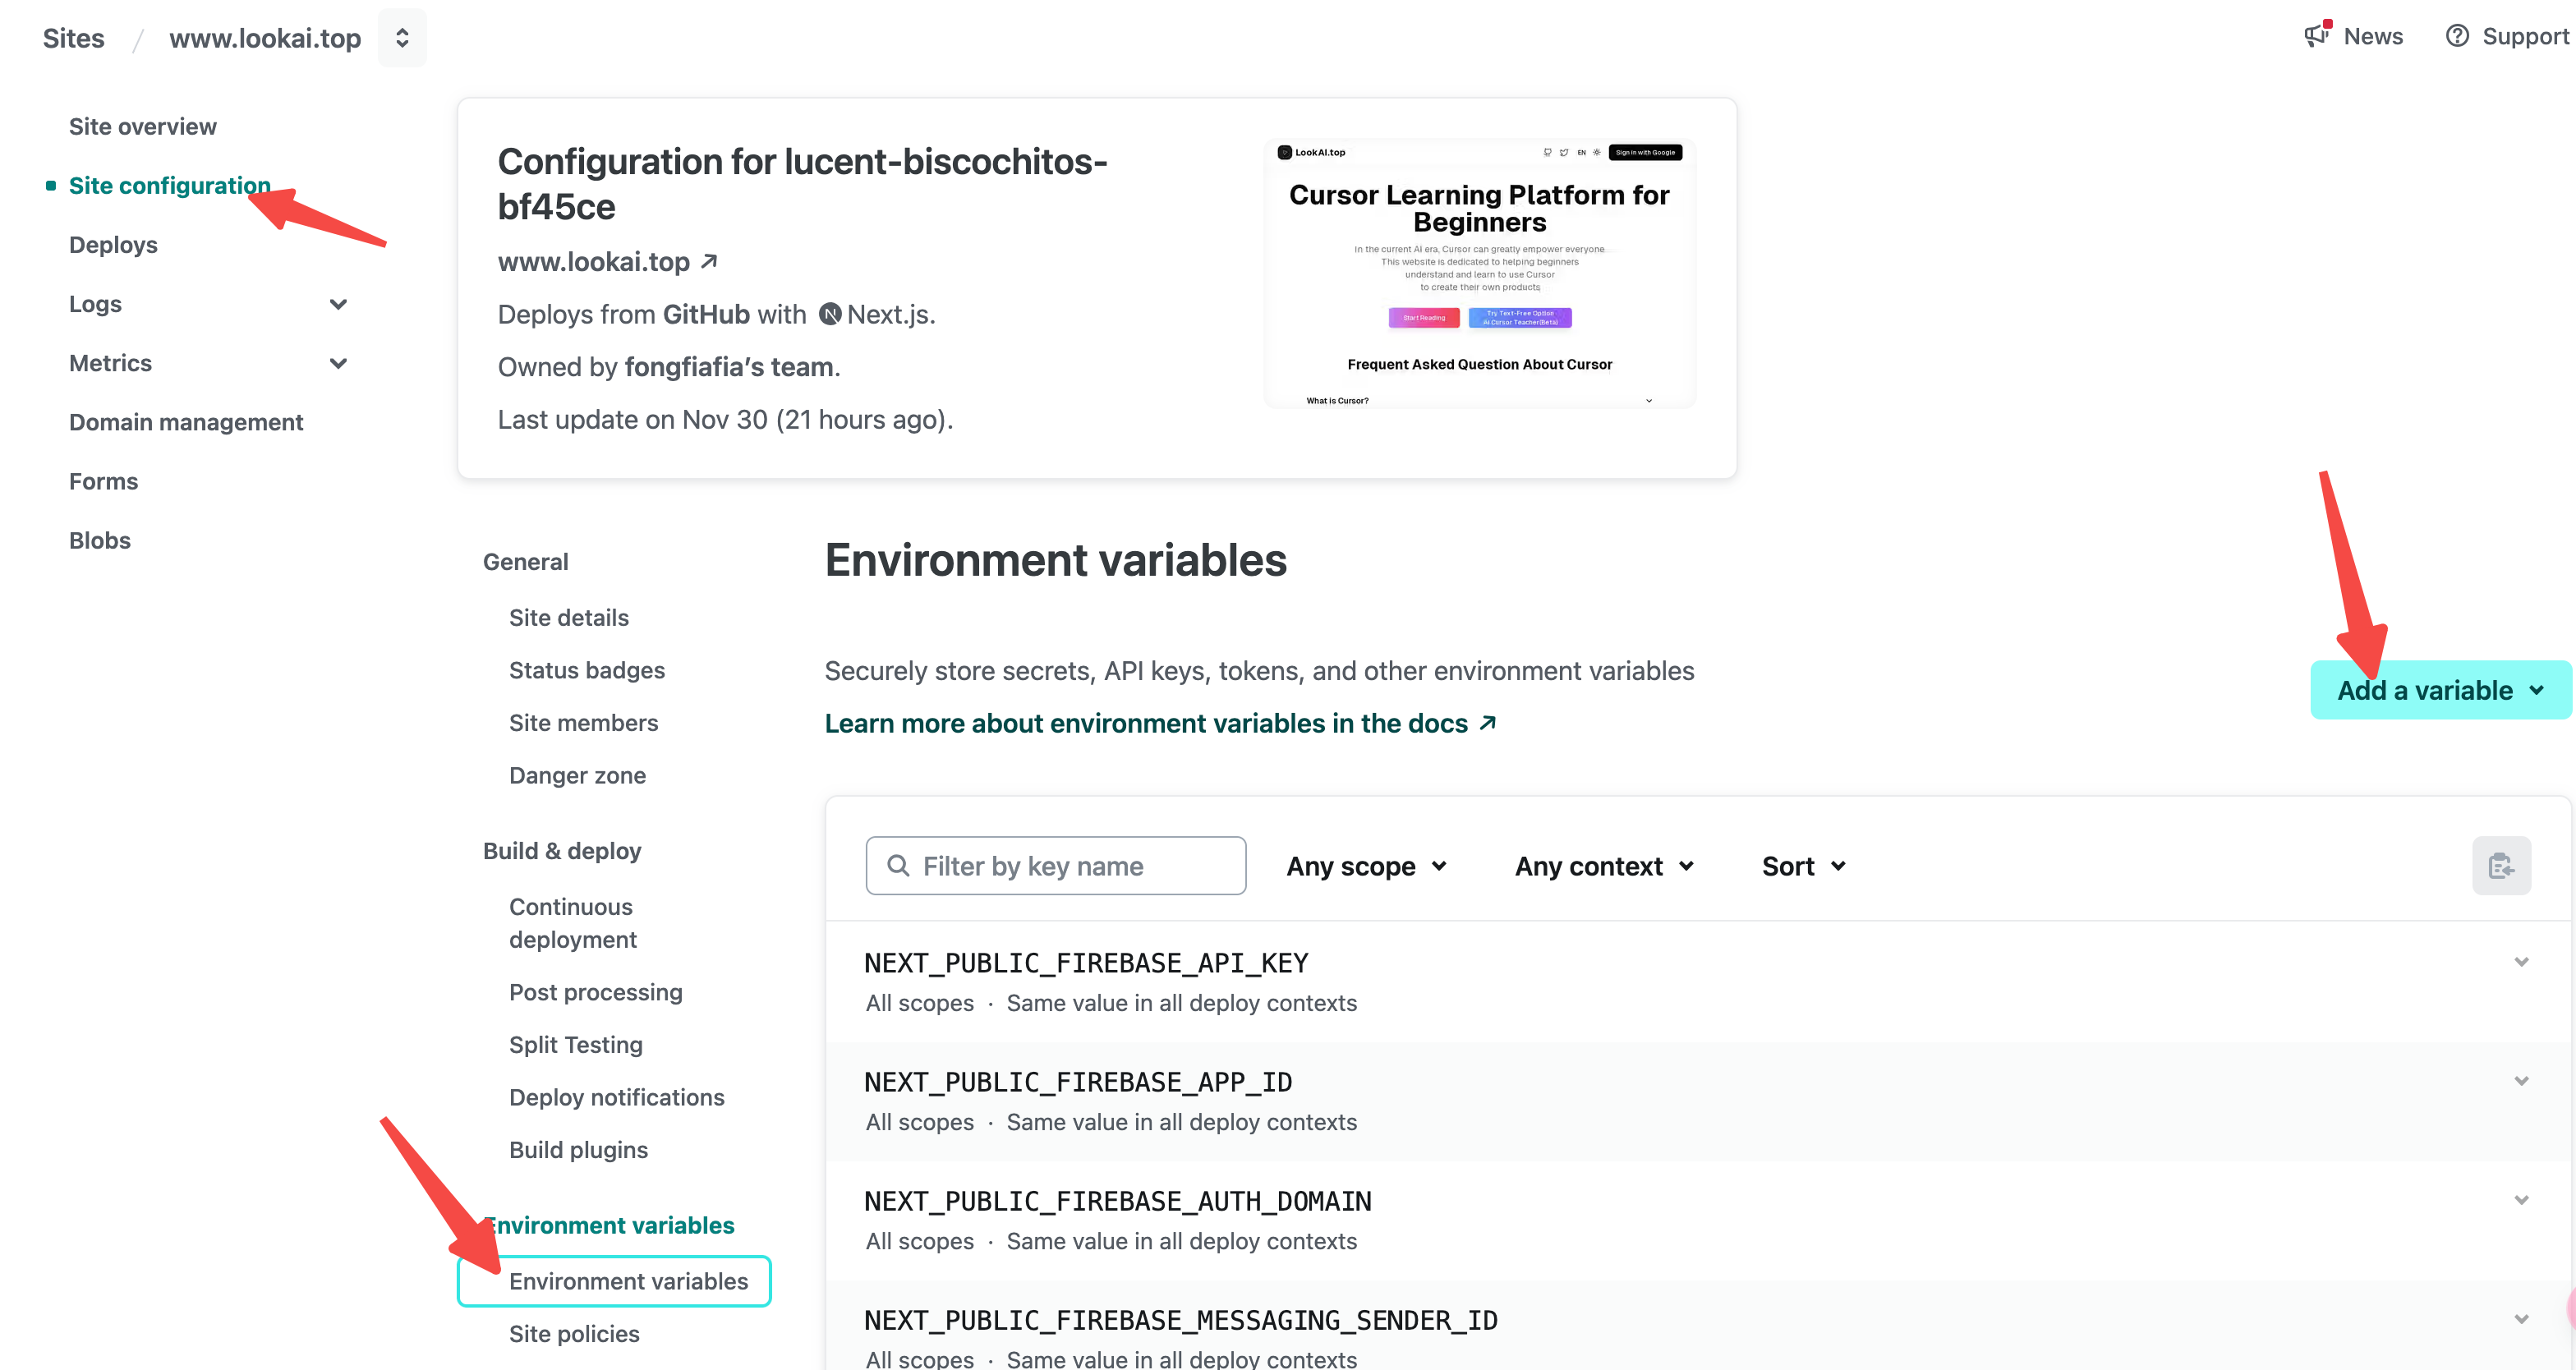 Sites / www.lookai.top
News
Support
Site overview
Site configuration
Deploys
Logs
Metrics
Domain management
Forms
Blobs
Configuration for lucent-biscochitos-
bf45ce
www.lookai.top
Deploys from GitHub with Next.js.
Owned by fongfiafia’s team.
Last update on Nov 30 (21 hours ago).
LookAI.top
EN
Sign in with Google
Cursor Learning Platform for
Beginners
In the current AI era, Cursor can greatly empower everyone
This website is dedicated to helping beginners
understand and learn to use Cursor
to create their own products
Start Reading
Try Text-Free Option
AI Cursor Teacher(Beta)
Frequent Asked Question About Cursor
What is Cursor?
General
Site details
Status badges
Site members
Danger zone
Build & deploy
Continuous
deployment
Post processing
Split Testing
Deploy notifications
Build plugins
Environment variables
Environment variables
Site policies
Environment variables
Securely store secrets, API keys, tokens, and other environment variables
Learn more about environment variables in the docs
Add a variable
Filter by key name
Any scope
Any context
Sort
NEXT_PUBLIC_FIREBASE_API_KEY
All scopes · Same value in all deploy contexts
NEXT_PUBLIC_FIREBASE_APP_ID
All scopes · Same value in all deploy contexts
NEXT_PUBLIC_FIREBASE_AUTH_DOMAIN
All scopes · Same value in all deploy contexts
NEXT_PUBLIC_FIREBASE_MESSAGING_SENDER_ID
All scopes · Same value in all deploy contexts